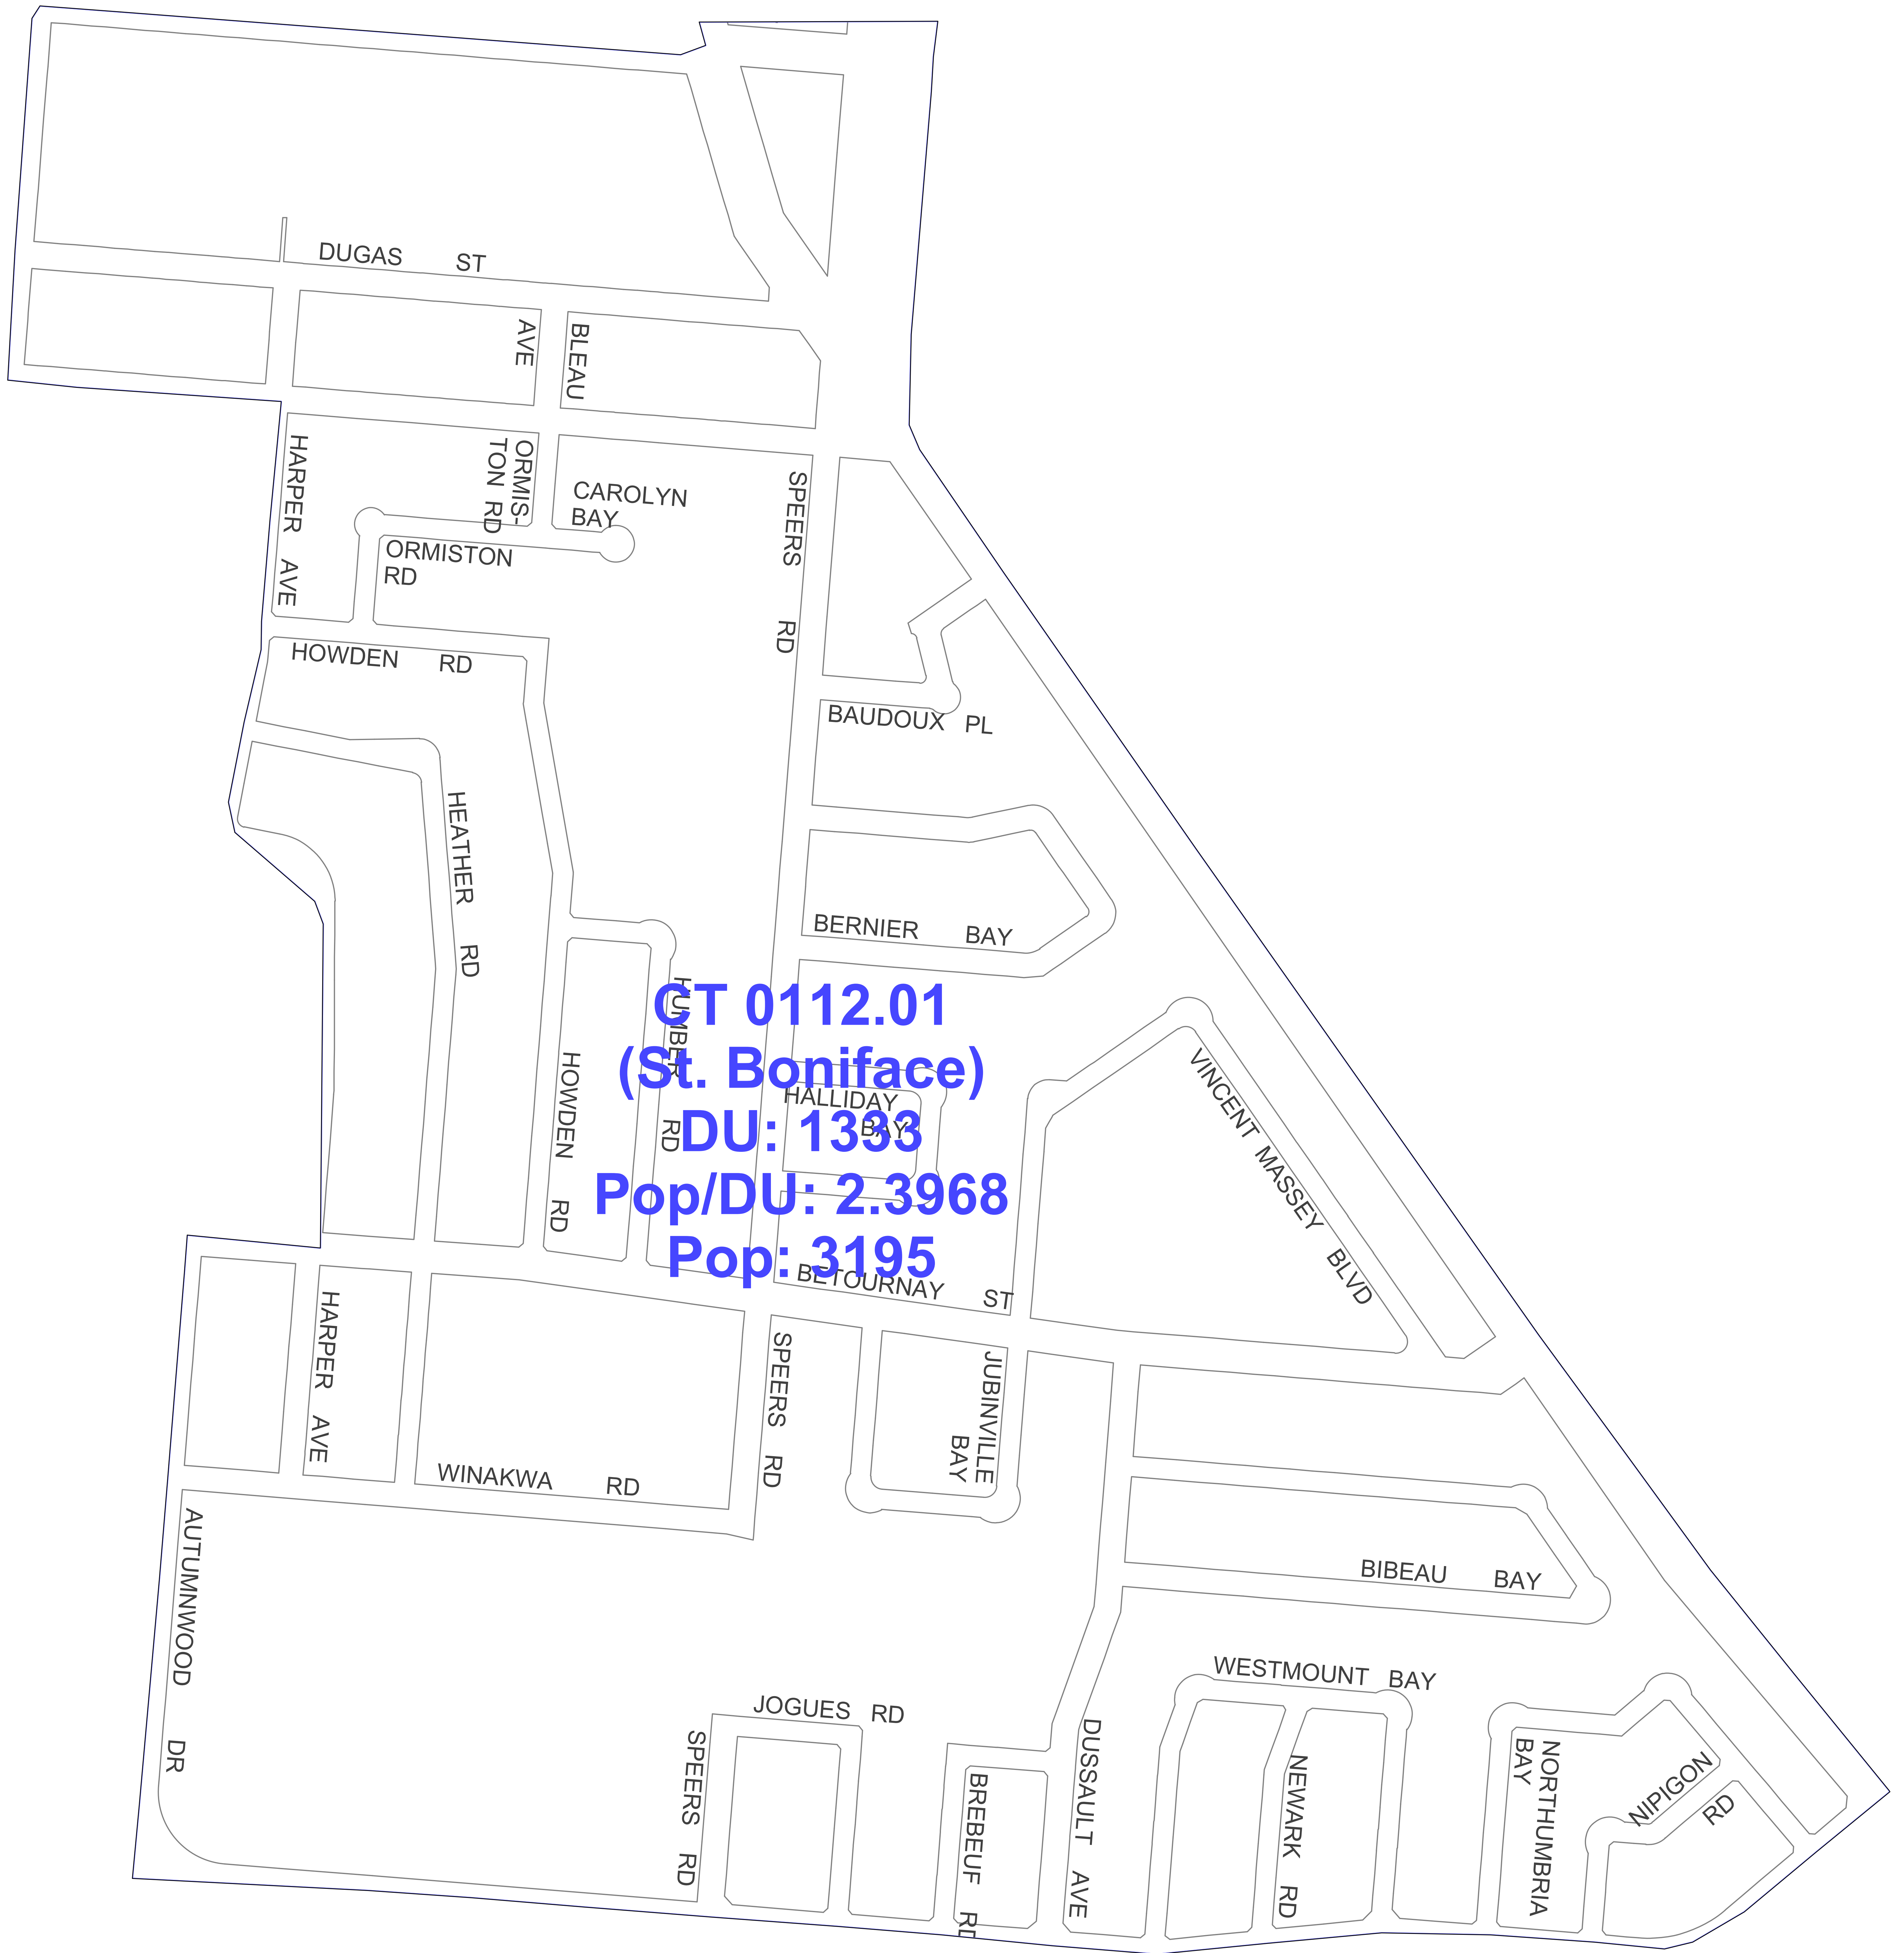 DUGAS ST
BLEAU
AVE
HARPER AVE
ORMIS-
TON RD
CAROLYN
BAY
ORMISTON
RD
SPEERS RD
HOWDEN RD
BAUDOUX PL
HEATHER RD
BERNIER BAY
HUMBER RD
HOWDEN RD
CT 0112.01
(St. Boniface)
DU: 1333
Pop/DU: 2.3968
Pop: 3195
HALLIDAY
BAY
VINCENT MASSEY BLVD
BETOURNAY ST
HARPER AVE
SPEERS RD
JUBINVILLE
BAY
WINAKWA RD
AUTUMNWOOD DR
BIBEAU BAY
WESTMOUNT BAY
JOGUES RD
SPEERS RD
BREBEUF RD
DUSSAULT AVE
NEWARK RD
NORTHUMBRIA
BAY
NIPIGON
RD